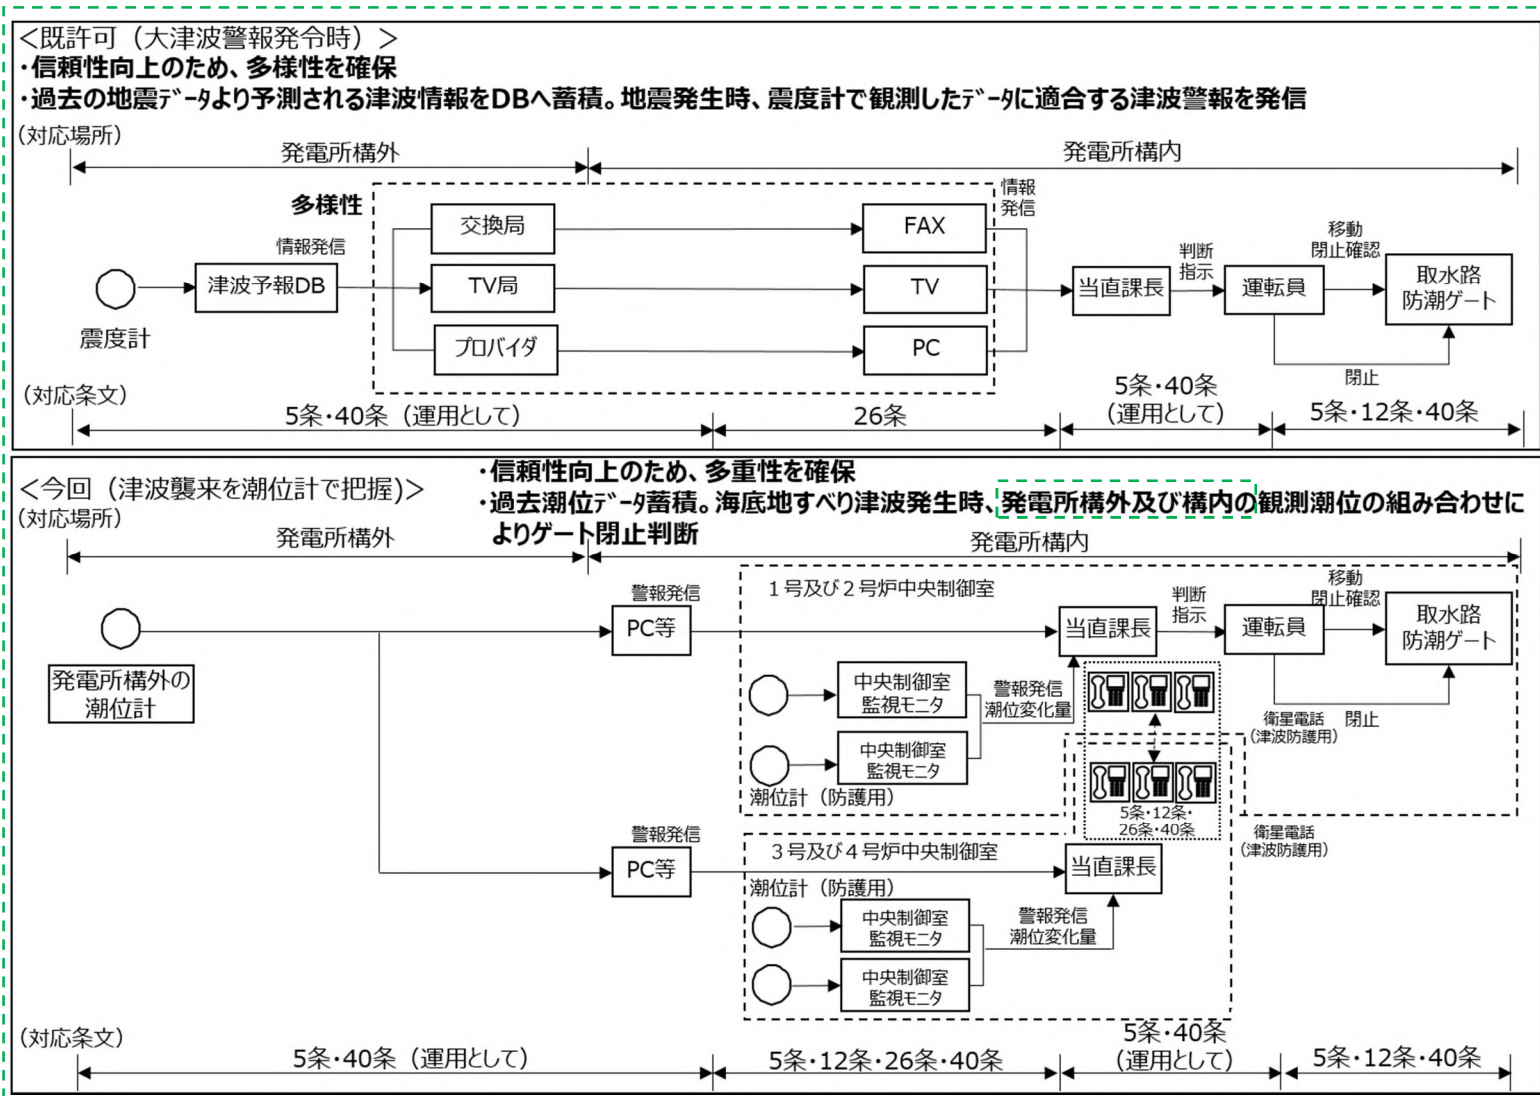 ＜既許可（大津波警報発令時）＞
・信頼性向上のため、多様性を確保
・過去の地震ﾃﾞｰﾀより予測される津波情報をDBへ蓄積。地震発生時、震度計で観測したﾃﾞｰﾀに適合する津波警報を発信
（対応場所）
発電所構外
発電所構内
多様性
情報発信
交換局
FAX
情報
発信
移動
閉止確認
判断
指示
津波予報DB
TV局
TV
当直課長
運転員
取水路
防潮ゲート
震度計
プロバイダ
PC
閉止
（対応条文）
5条・40条（運用として）
26条
5条・40条
（運用として）
5条・12条・40条
＜今回（津波襲来を潮位計で把握)＞
・信頼性向上のため、多重性を確保
・過去潮位ﾃﾞｰﾀ蓄積。海底地すべり津波発生時、発電所構外及び構内の観測潮位の組み合わせに
よりゲート閉止判断
（対応場所）
発電所構外
発電所構内
警報発信
１号及び２号炉中央制御室
判断
指示
移動
閉止確認
PC等
当直課長
運転員
取水路
防潮ゲート
発電所構外の
潮位計
中央制御室
監視モニタ
警報発信
潮位変化量
衛星電話
（津波防護用）
閉止
中央制御室
監視モニタ
潮位計（防護用）
5条・12条・
26条・40条
警報発信
衛星電話
（津波防護用）
PC等
３号及び４号炉中央制御室
当直課長
潮位計（防護用）
中央制御室
監視モニタ
警報発信
潮位変化量
中央制御室
監視モニタ
（対応条文）
5条・40条（運用として）
5条・12条・26条・40条
5条・40条
（運用として）
5条・12条・40条